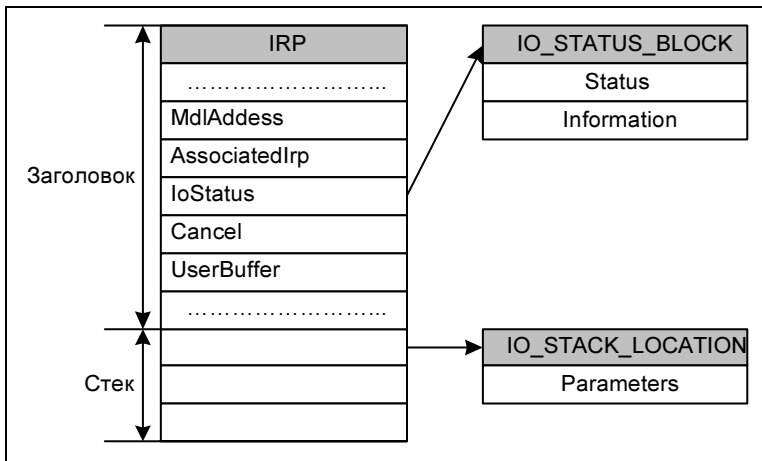 IRP
……………………...
MdlAddess
AssociatedIrp
IoStatus
Cancel
UserBuffer
……………………...
Заголовок
Стек
IO_STATUS_BLOCK
Status
Information
IO_STACK_LOCATION
Parameters